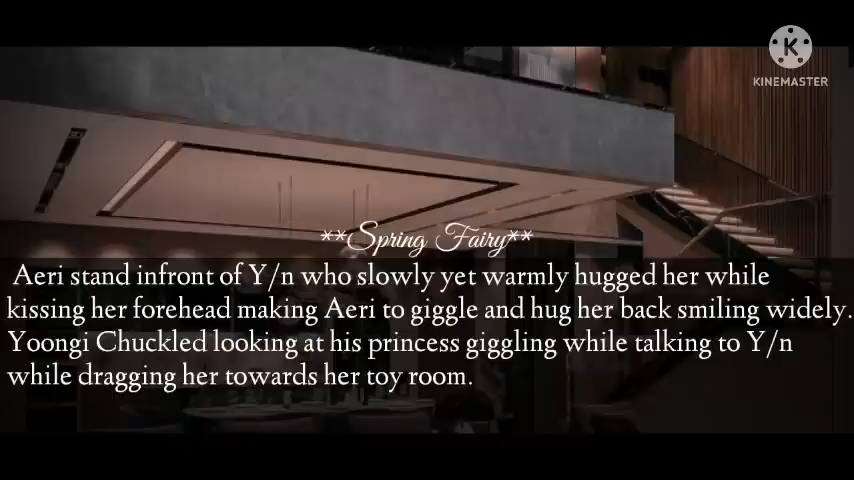 KINEMASTER
**Spring Fairy**
Aeri stand infront of Y/n who slowly yet warmly hugged her while
kissing her forehead making Aeri to giggle and hug her back smiling widely.
Yoongi Chuckled looking at his princess giggling while talking to Y/n
while dragging her towards her toy room.